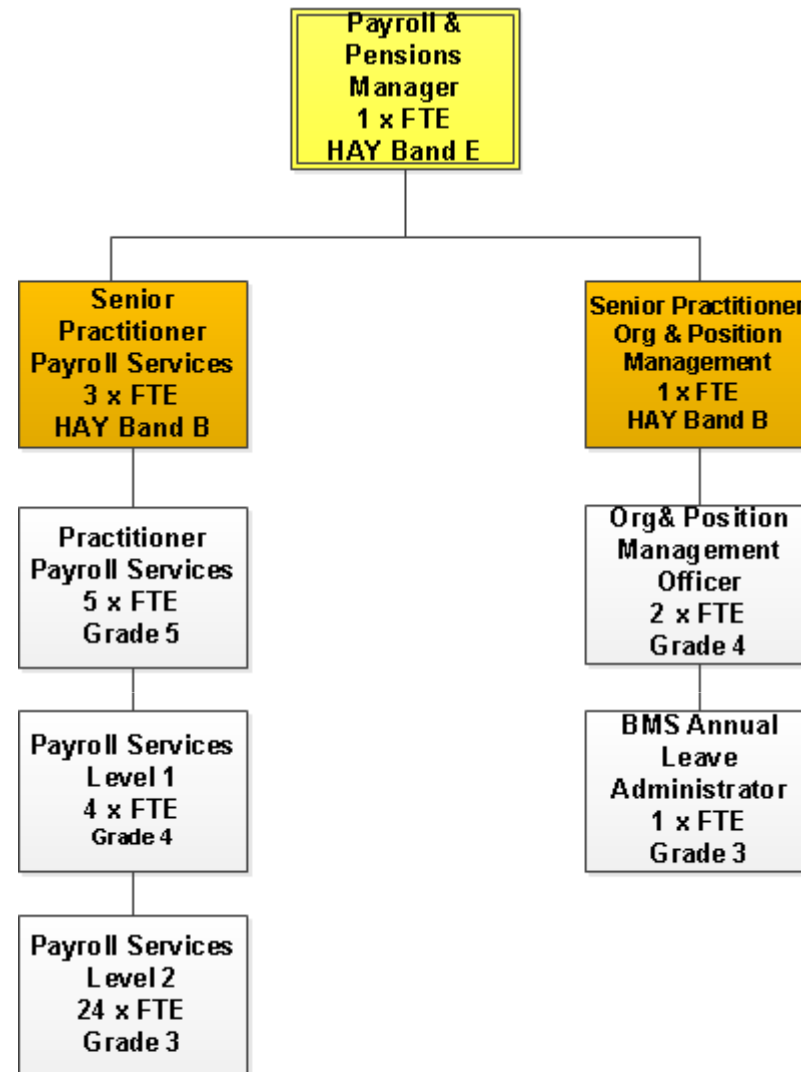 Payroll &
Pensions
Manager
1 x FTE
HAY Band E
Senior
Practitioner
Payroll Services
3 x FTE
HAY Band B
Senior Practitioner
Org & Position
Management
1 x FTE
HAY Band B
Practitioner
Payroll Services
5 x FTE
Grade 5
Org& Position
Management
Officer
2 x FTE
Grade 4
Payroll Services
Level 1
4 x FTE
Grade 4
BMS Annual
Leave
Administrator
1 x FTE
Grade 3
Payroll Services
Level 2
24 x FTE
Grade 3